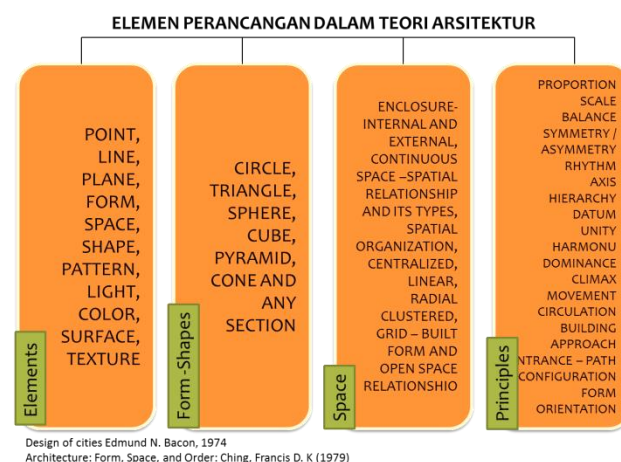 ELEMEN PERANCANGAN DALAM TEORI ARSITEKTUR
POINT,
LINE,
PLANE,
FORM,
SPACE,
SHAPE,
PATTERN,
LIGHT,
COLOR,
SURFACE,
TEXTURE
Elements
CIRCLE,
TRIANGLE,
SPHERE,
CUBE,
PYRAMID,
CONE AND
ANY
SECTION
Form -Shapes
ENCLOSURE-
INTERNAL AND
EXTERNAL,
CONTINUOUS
SPACE –SPATIAL
RELATIONSHIP
AND ITS TYPES,
SPATIAL
ORGANIZATION,
CENTRALIZED,
LINEAR,
RADIAL
CLUSTERED,
GRID – BUILT
FORM AND
OPEN SPACE
RELATIONSHIO
Space
PROPORTION
SCALE
BALANCE
SYMMETRY /
ASYMMETRY
RHYTHM
AXIS
HIERARCHY
DATUM
UNITY
HARMONU
DOMINANCE
CLIMAX
MOVEMENT
CIRCULATION
BUILDING
APPROACH
NTRANCE – PATH
CONFIGURATION
FORM
ORIENTATION
Principles
Design of cities Edmund N. Bacon, 1974
Architecture: Form, Space, and Order: Ching, Francis D. K (1979)